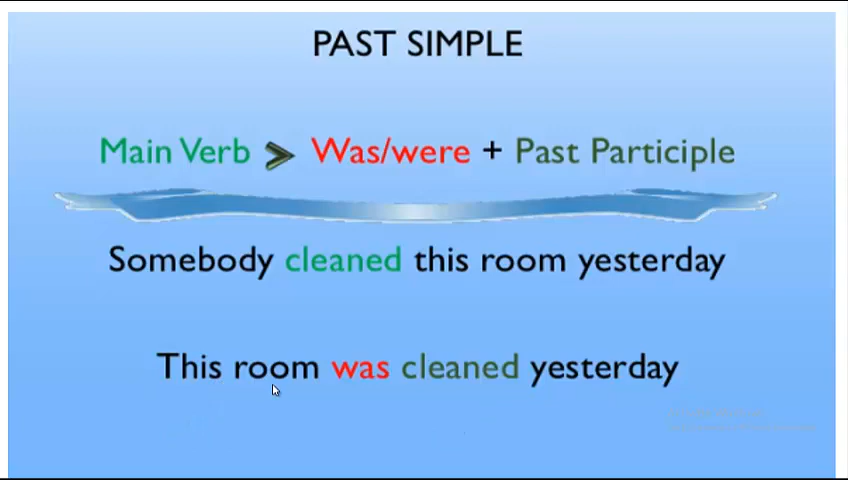 PAST SIMPLE
Main Verb > Was/were + Past Participle
Somebody cleaned this room yesterday
This room was cleaned yesterday